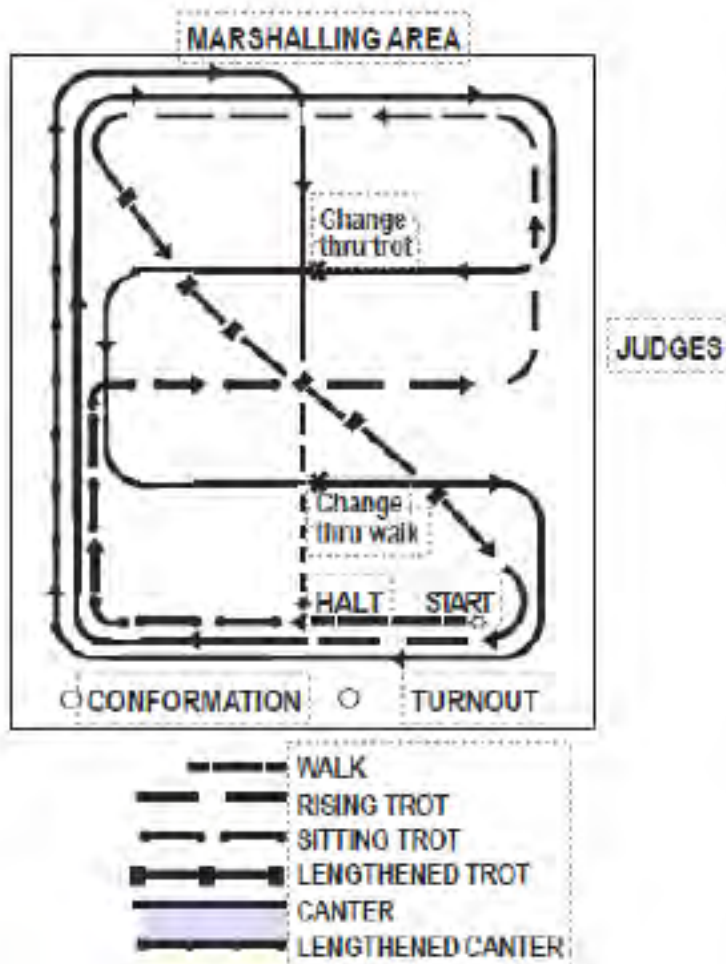 MARSHALLING AREA
Change
thru trot
JUDGES
Change
thru walk
HALT
START
CONFORMATION
TURNOUT
WALK
RISING TROT
SITTING TROT
LENGTHENED TROT
CANTER
LENGTHENED CANTER